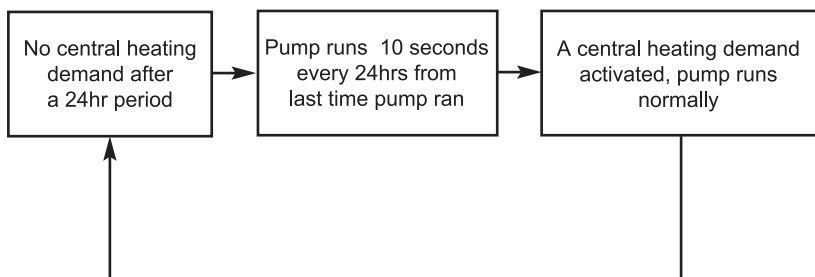 No central heating
demand after
a 24hr period
Pump runs  10 seconds
every 24hrs from
last time pump ran
A central heating demand
activated, pump runs
normally